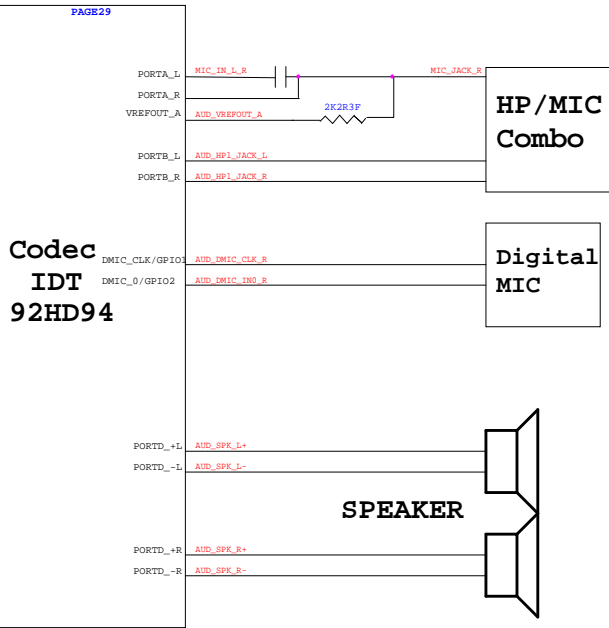 PAGE29
PORTA_L MIC_IN_L_R MIC_JACK_R
PORTA_R
VREFOUT_A AUD_VREFOUT_A 2K2R3F
HP/MIC
Combo
PORTB_L AUD_HP1_JACK_L
PORTB_R AUD_HP1_JACK_R
Codec
IDT
92HD94
DMIC_CLK/GPIO1 AUD_DMIC_CLK_R
DMIC_0/GPIO2 AUD_DMIC_IN0_R
Digital
MIC
PORTD_+L AUD_SPK_L+
PORTD_-L AUD_SPK_L-
SPEAKER
PORTD_+R AUD_SPK_R+
PORTD_-R AUD_SPK_R-